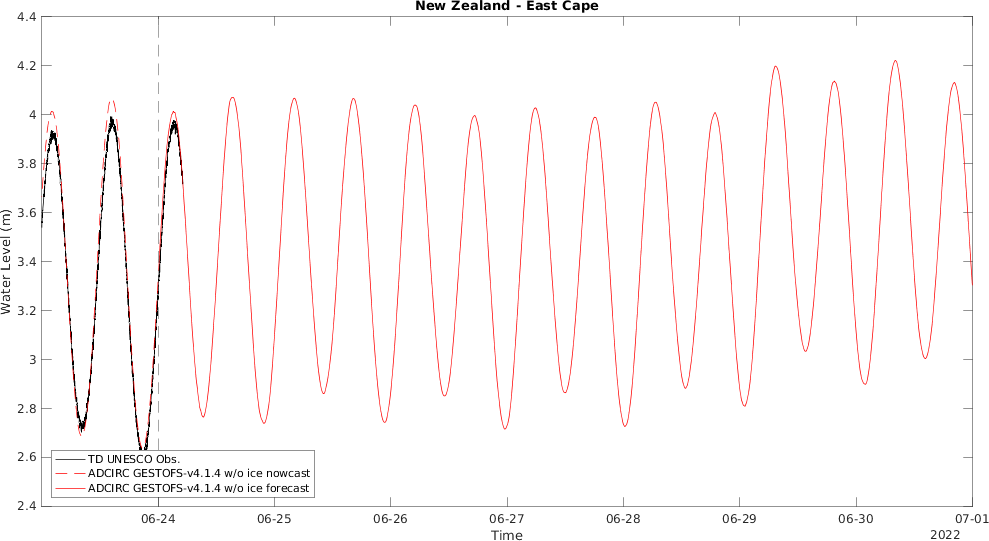 New Zealand - East Cape
4.4
4.2
4
3.8
3.6
3.4
3.2
3
2.8
2.6
2.4
Water Level (m)
TD UNESCO Obs.
ADCIRC GESTOFS-v4.1.4 w/o ice nowcast
ADCIRC GESTOFS-v4.1.4 w/o ice forecast
06-24 06-25 06-26 06-27 06-28 06-29 06-30 07-01
Time
2022